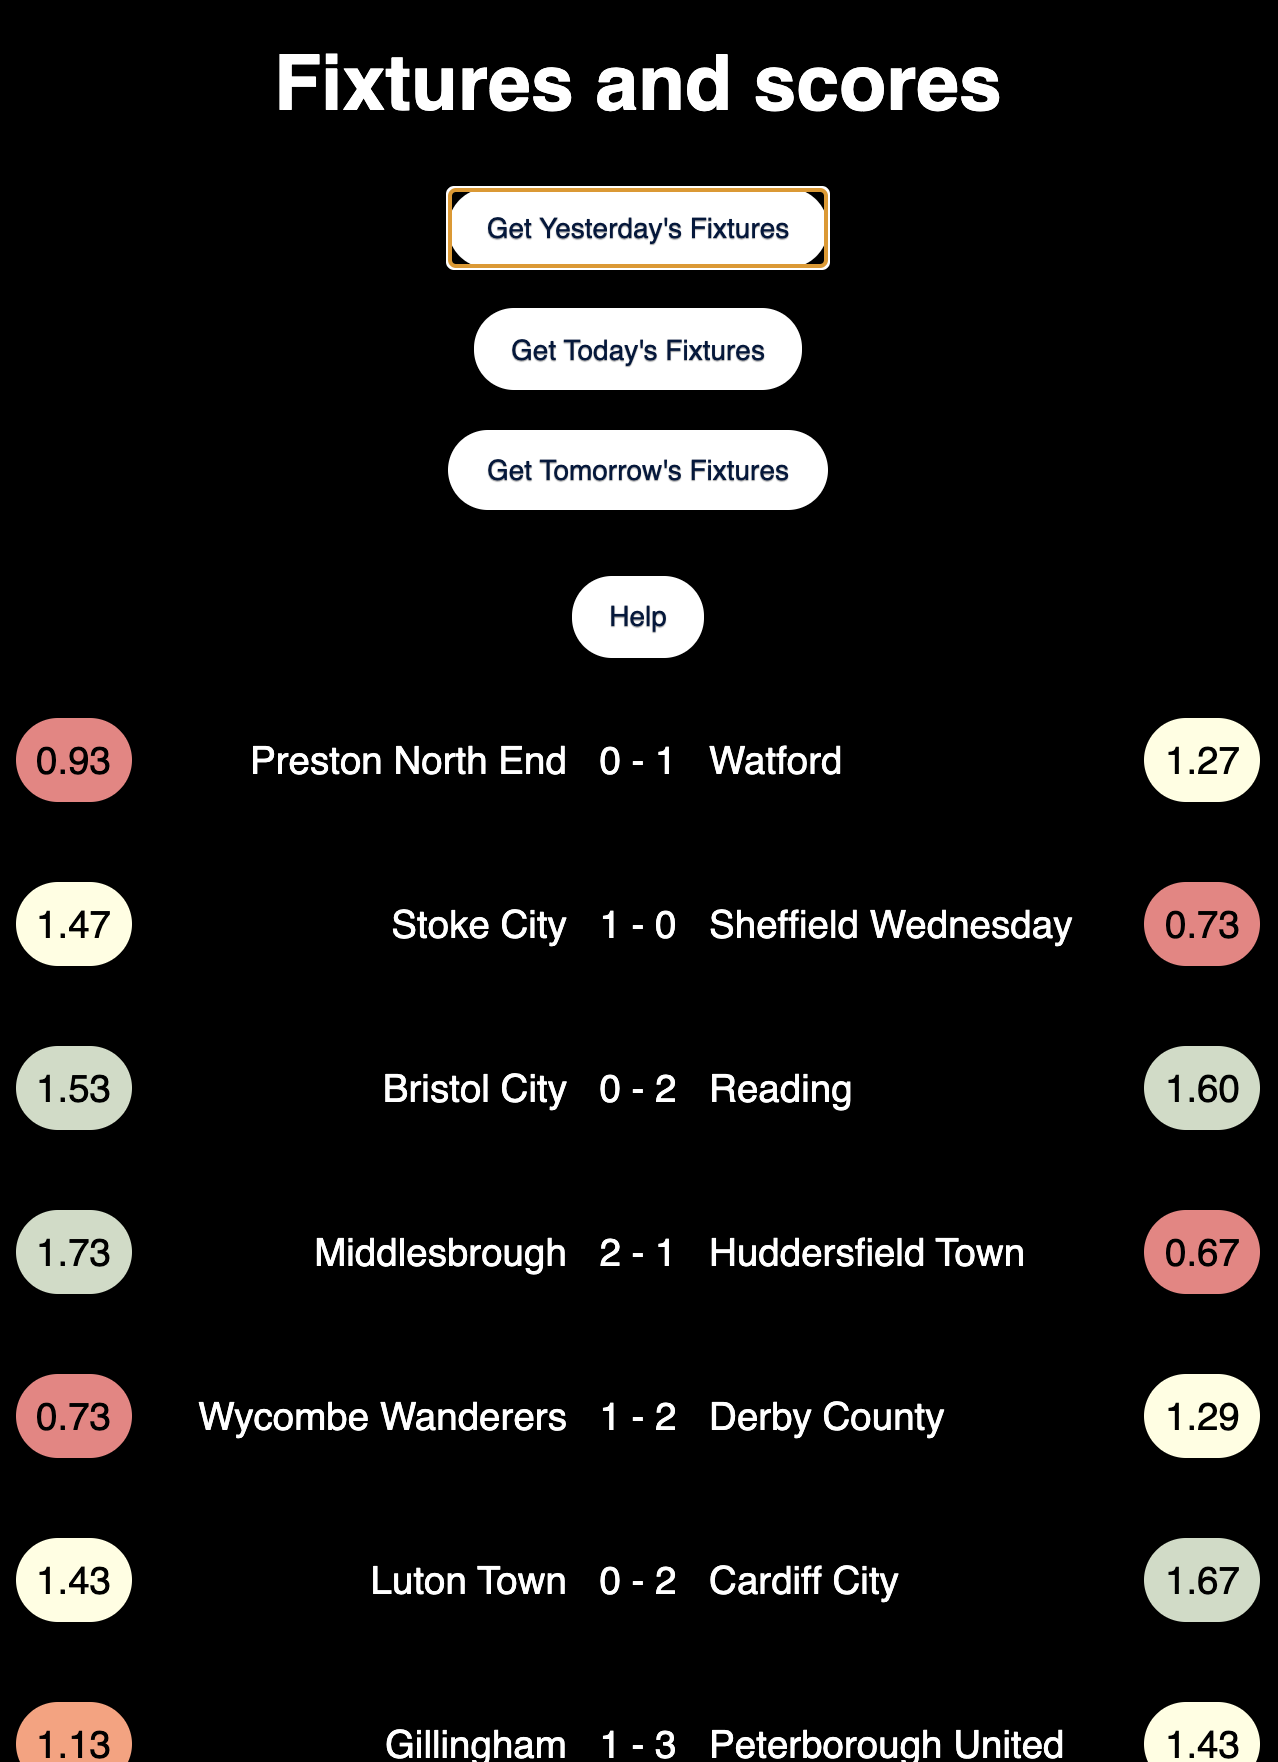 Fixtures and scores
Get Yesterday's Fixtures
Get Today's Fixtures
Get Tomorrow's Fixtures
Help
0.93 Preston North End 0 - 1 Watford 1.27
1.47 Stoke City 1 - 0 Sheffield Wednesday 0.73
1.53 Bristol City 0 - 2 Reading 1.60
1.73 Middlesbrough 2 - 1 Huddersfield Town 0.67
0.73 Wycombe Wanderers 1 - 2 Derby County 1.29
1.43 Luton Town 0 - 2 Cardiff City 1.67
1.13 Gillingham 1 - 3 Peterborough United 1.43